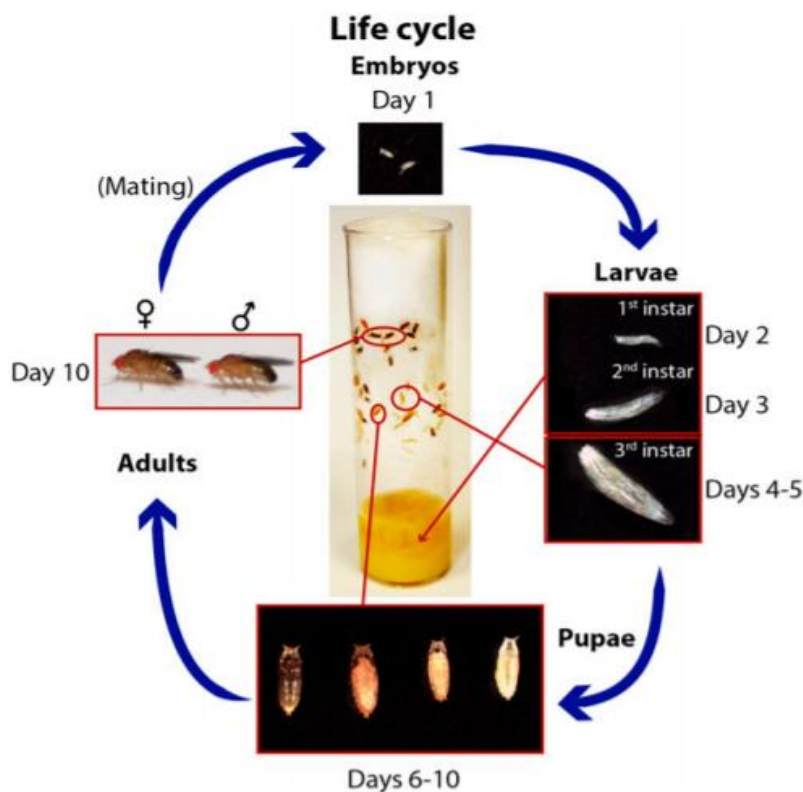 Life cycle
Embryos
Day 1
(Mating)
Larvae
1st instar
Day 2
2nd instar
Day 3
3rd instar
Days 4-5
♀ ♂
Day 10
Adults
Pupae
Days 6-10